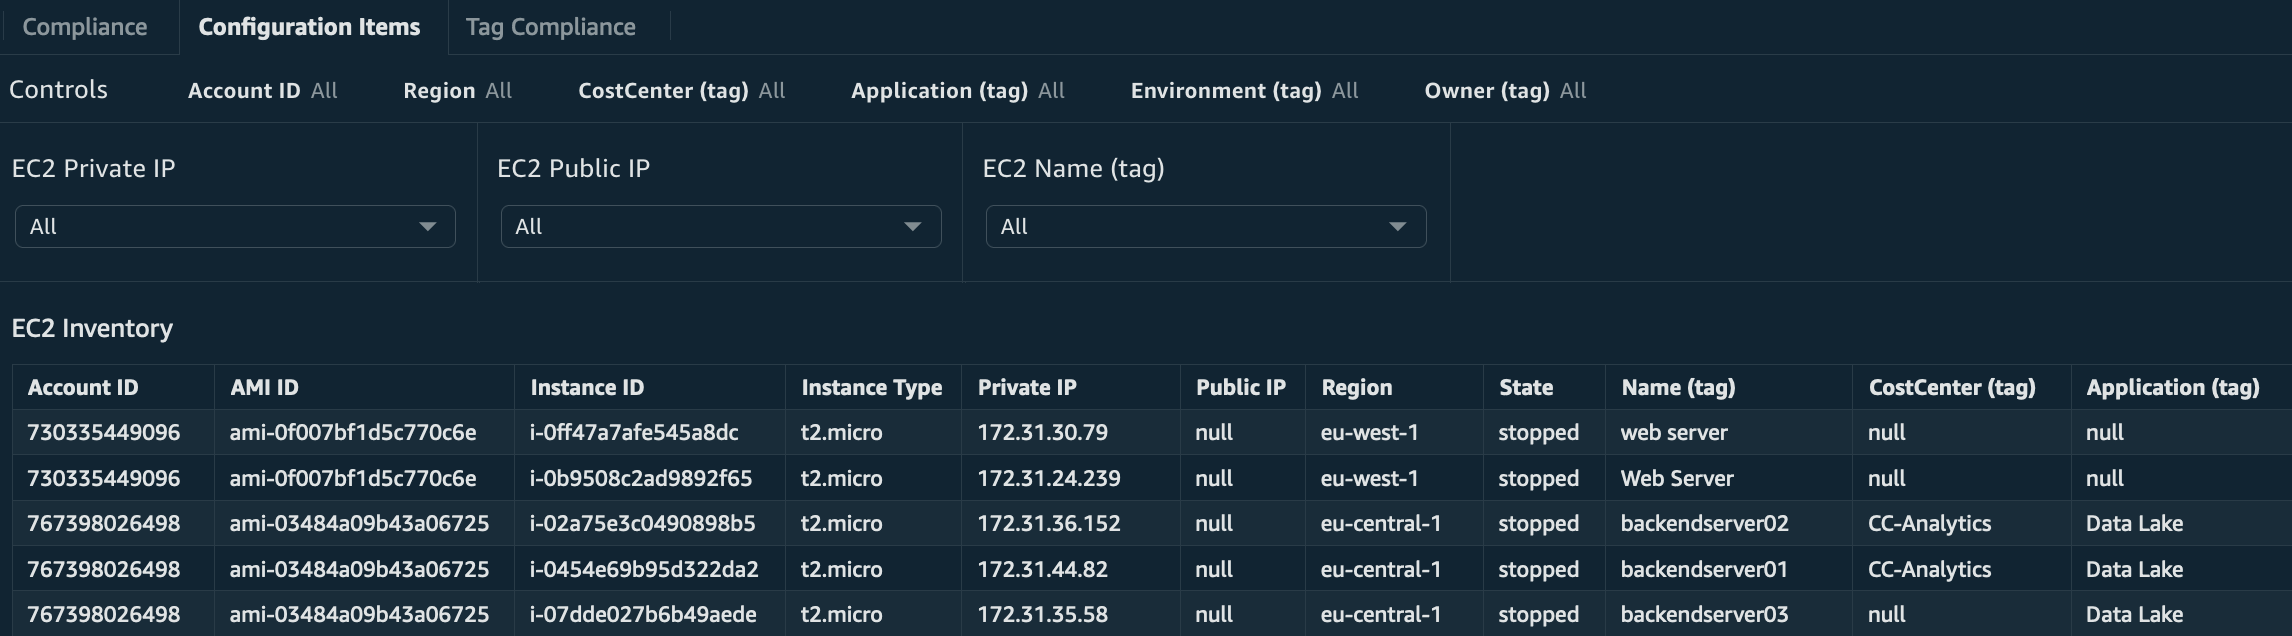 Compliance Configuration Items Tag Compliance
Controls Account ID All Region All CostCenter (tag) All Application (tag) All Environment (tag) All Owner (tag) All
EC2 Private IP EC2 Public IP EC2 Name (tag)
All All All
EC2 Inventory
Account ID AMI ID Instance ID Instance Type Private IP Public IP Region State Name (tag) CostCenter (tag) Application (tag)
730335449096 ami-0f007bf1d5c770c6e i-0ff47a7afe545a8dc t2.micro 172.31.30.79 null eu-west-1 stopped web server null null
730335449096 ami-0f007bf1d5c770c6e i-0b9508c2ad9892f65 t2.micro 172.31.24.239 null eu-west-1 stopped Web Server null null
767398026498 ami-03484a09b43a06725 i-02a75e3c0490898b5 t2.micro 172.31.36.152 null eu-central-1 stopped backendserver02 CC-Analytics Data Lake
767398026498 ami-03484a09b43a06725 i-0454e69b95d322da2 t2.micro 172.31.44.82 null eu-central-1 stopped backendserver01 CC-Analytics Data Lake
767398026498 ami-03484a09b43a06725 i-07dde027b6b49aede t2.micro 172.31.35.58 null eu-central-1 stopped backendserver03 null Data Lake